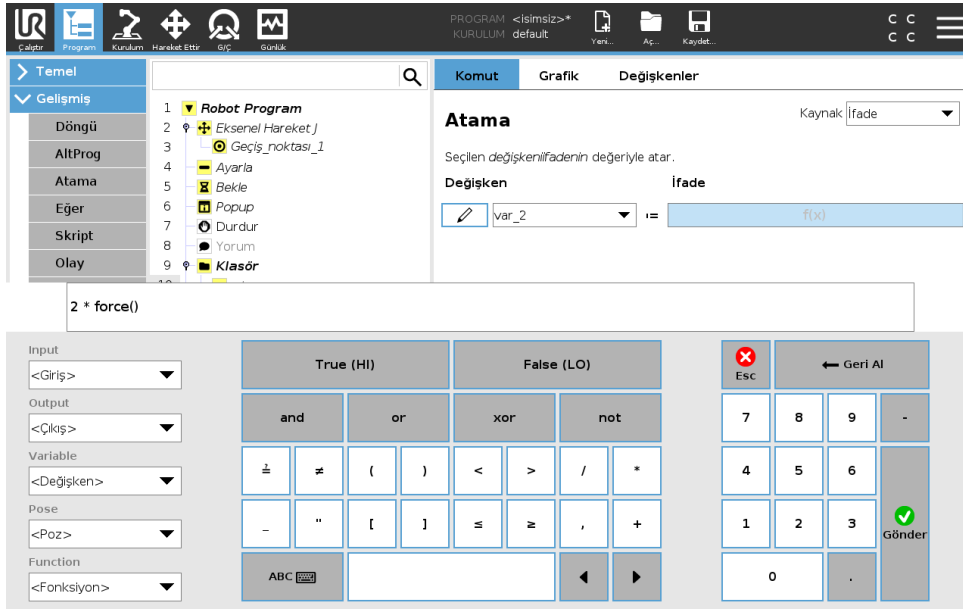 PROGRAM <isimsiz>*
KURULUM default
Çalıştır Program Kurulum Hareket Ettir G/Ç Günlük Yeni... Aç... Kaydet... C C
C C
Temel
Gelişmiş
Döngü
AltProg
Atama
Eğer
Skript
Olay
1 Robot Program
2 Eksenel Hareket J
3 Geçiş_noktası_1
4 Ayarla
5 Bekle
6 Popup
7 Durdur
8 Yorum
9 Klasör
Komut Grafik Değişkenler
Atama
Kaynak İfade
Seçilen değişkeniifadenin değeriyle atar.
Değişken İfade
var_2 := f(x)
2 * force()
Input
<Giriş>
Output
<Çıkış>
Variable
<Değişken>
Pose
<Poz>
Function
<Fonksiyon>
True (HI) False (LO)
and or xor not
≟ ≠ ( ) < > / *
_ " [ ] ≤ ≥ , +
ABC
Esc Geri Al
7 8 9 -
4 5 6
1 2 3 Gönder
0 .